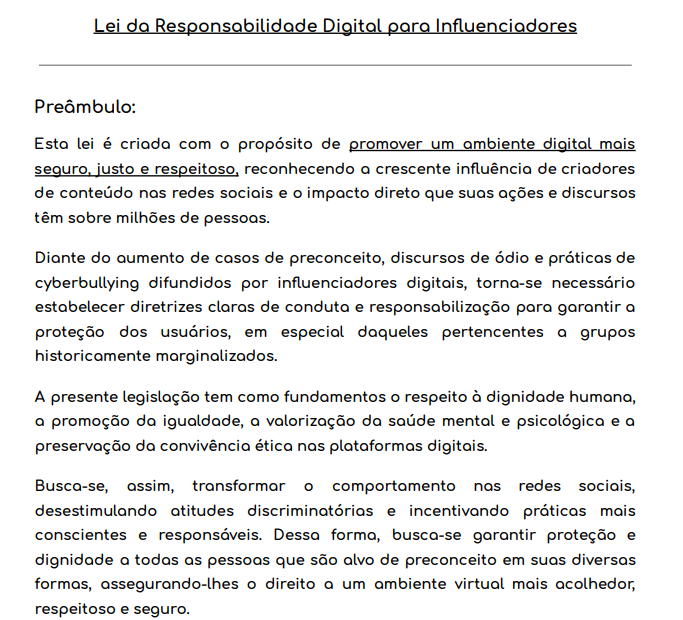 Lei da Responsabilidade Digital para Influenciadores
Preâmbulo:
Esta lei é criada com o propósito de promover um ambiente digital mais
seguro, justo e respeitoso, reconhecendo a crescente influência de criadores
de conteúdo nas redes sociais e o impacto direto que suas ações e discursos
têm sobre milhões de pessoas.
Diante do aumento de casos de preconceito, discursos de ódio e práticas de
cyberbullying difundidos por influenciadores digitais, torna-se necessário
estabelecer diretrizes claras de conduta e responsabilização para garantir a
proteção dos usuários, em especial daqueles pertencentes a grupos
historicamente marginalizados.
A presente legislação tem como fundamentos o respeito à dignidade humana,
a promoção da igualdade, a valorização da saúde mental e psicológica e a
preservação da convivência ética nas plataformas digitais.
Busca-se, assim, transformar o comportamento nas redes sociais,
desestimulando atitudes discriminatórias e incentivando práticas mais
conscientes e responsáveis. Dessa forma, busca-se garantir proteção e
dignidade a todas as pessoas que são alvo de preconceito em suas diversas
formas, assegurando-lhes o direito a um ambiente virtual mais acolhedor,
respeitoso e seguro.